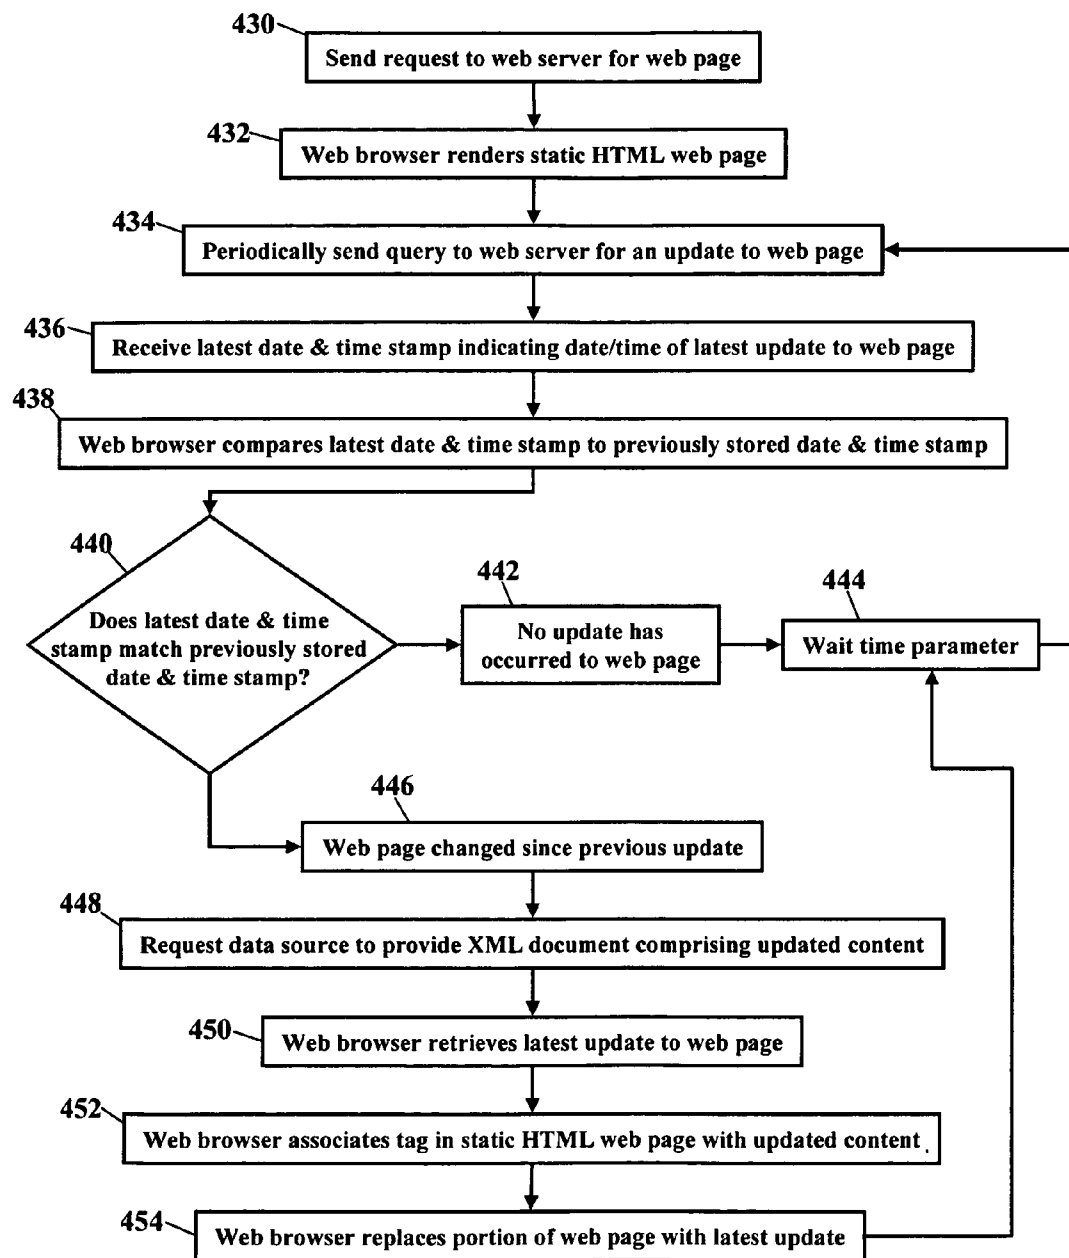 430
Send request to web server for web page
432
Web browser renders static HTML web page
434
Periodically send query to web server for an update to web page
436
Receive latest date & time stamp indicating date/time of latest update to web page
438
Web browser compares latest date & time stamp to previously stored date & time stamp
440
Does latest date & time
stamp match previously stored
date & time stamp?
442
No update has
occurred to web page
444
Wait time parameter
446
Web page changed since previous update
448
Request data source to provide XML document comprising updated content
450
Web browser retrieves latest update to web page
452
Web browser associates tag in static HTML web page with updated content
454
Web browser replaces portion of web page with latest update